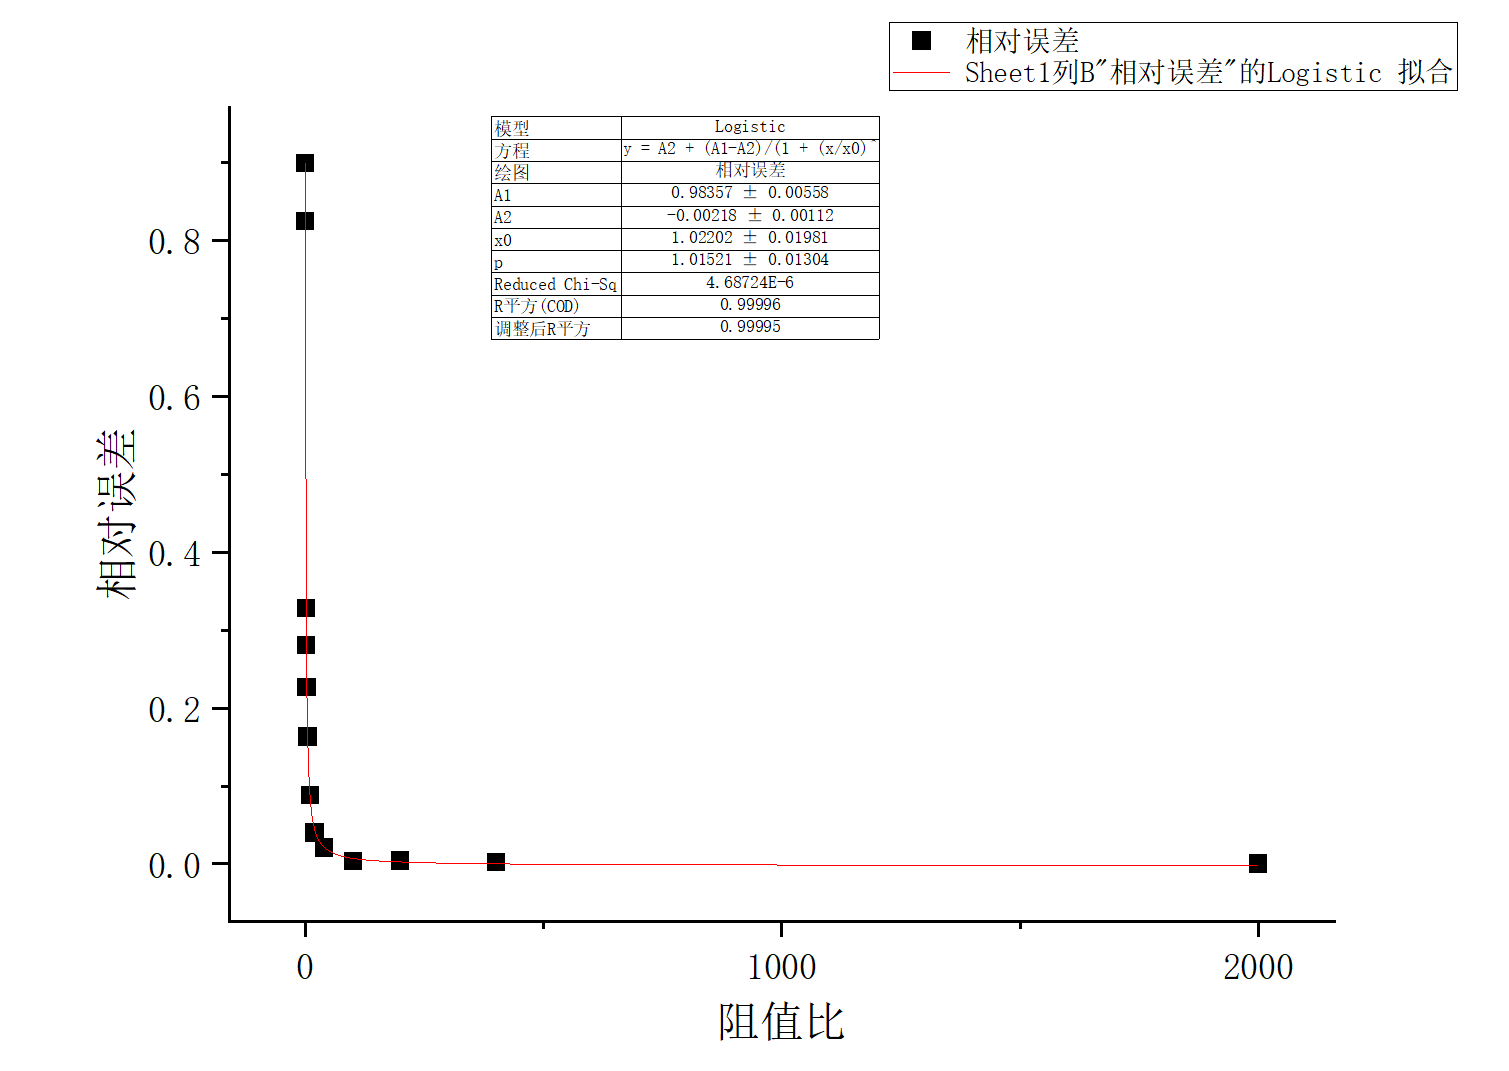 相对误差
Sheet1列B"相对误差"的Logistic 拟合
模型 Logistic
方程 y = A2 + (A1-A2)/(1 + (x/x0)^
绘图 相对误差
A1 0.98357 ± 0.00558
A2 -0.00218 ± 0.00112
x0 1.02202 ± 0.01981
p 1.01521 ± 0.01304
Reduced Chi-Sq 4.68724E-6
R平方(COD) 0.99996
调整后R平方 0.99995
0.8
0.6
0.4
0.2
0.0
相对误差
0 1000 2000
阻值比